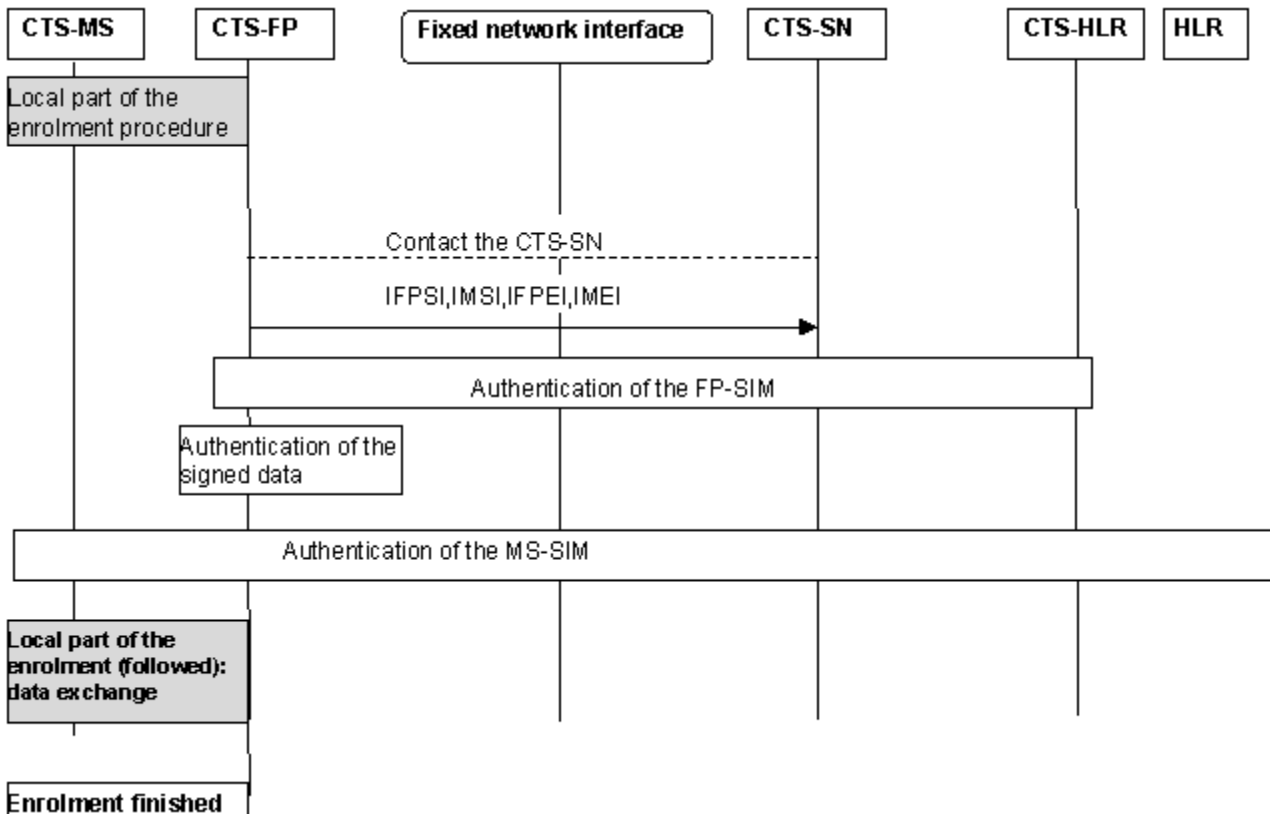 CTS-MS
CTS-FP
Fixed network interface
CTS-SN
CTS-HLR
HLR
Local part of the
enrolment procedure
Contact the CTS-SN
IFPSI,IMSI,IFPEI,IMEI
Authentication of the FP-SIM
Authentication of the
signed data
Authentication of the MS-SIM
Local part of the
enrolment (followed):
data exchange
Enrolment finished